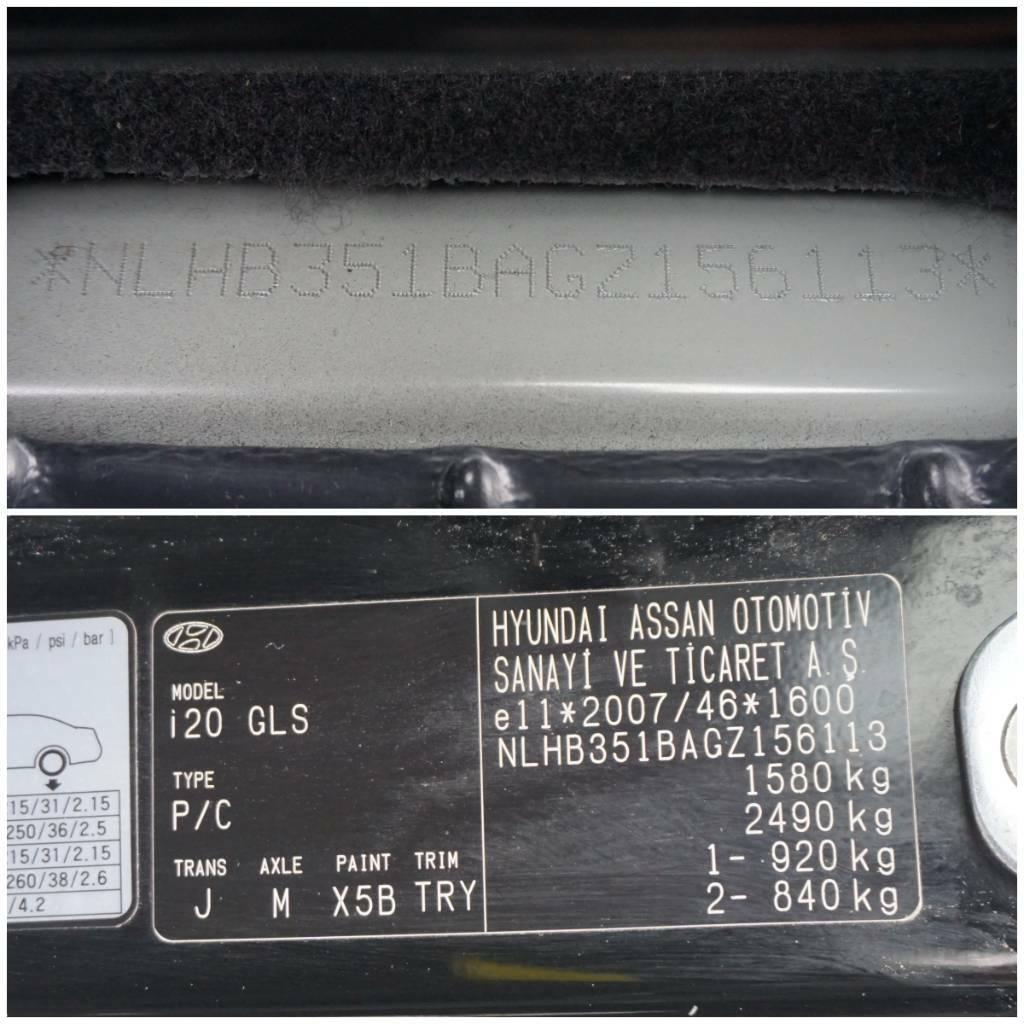 *NLHB351BAGZ156113*
kPa / psi / bar ]
15/31/2.15
250/36/2.5
15/31/2.15
260/38/2.6
/4.2
MODEL
i20 GLS
TYPE
P/C
TRANS AXLE PAINT TRIM
J M X5B TRY
HYUNDAI ASSAN OTOMOTİV
SANAYİ VE TİCARET A.Ş.
e11*2007/46*1600
NLHB351BAGZ156113
1580 kg
2490 kg
1- 920 kg
2- 840 kg